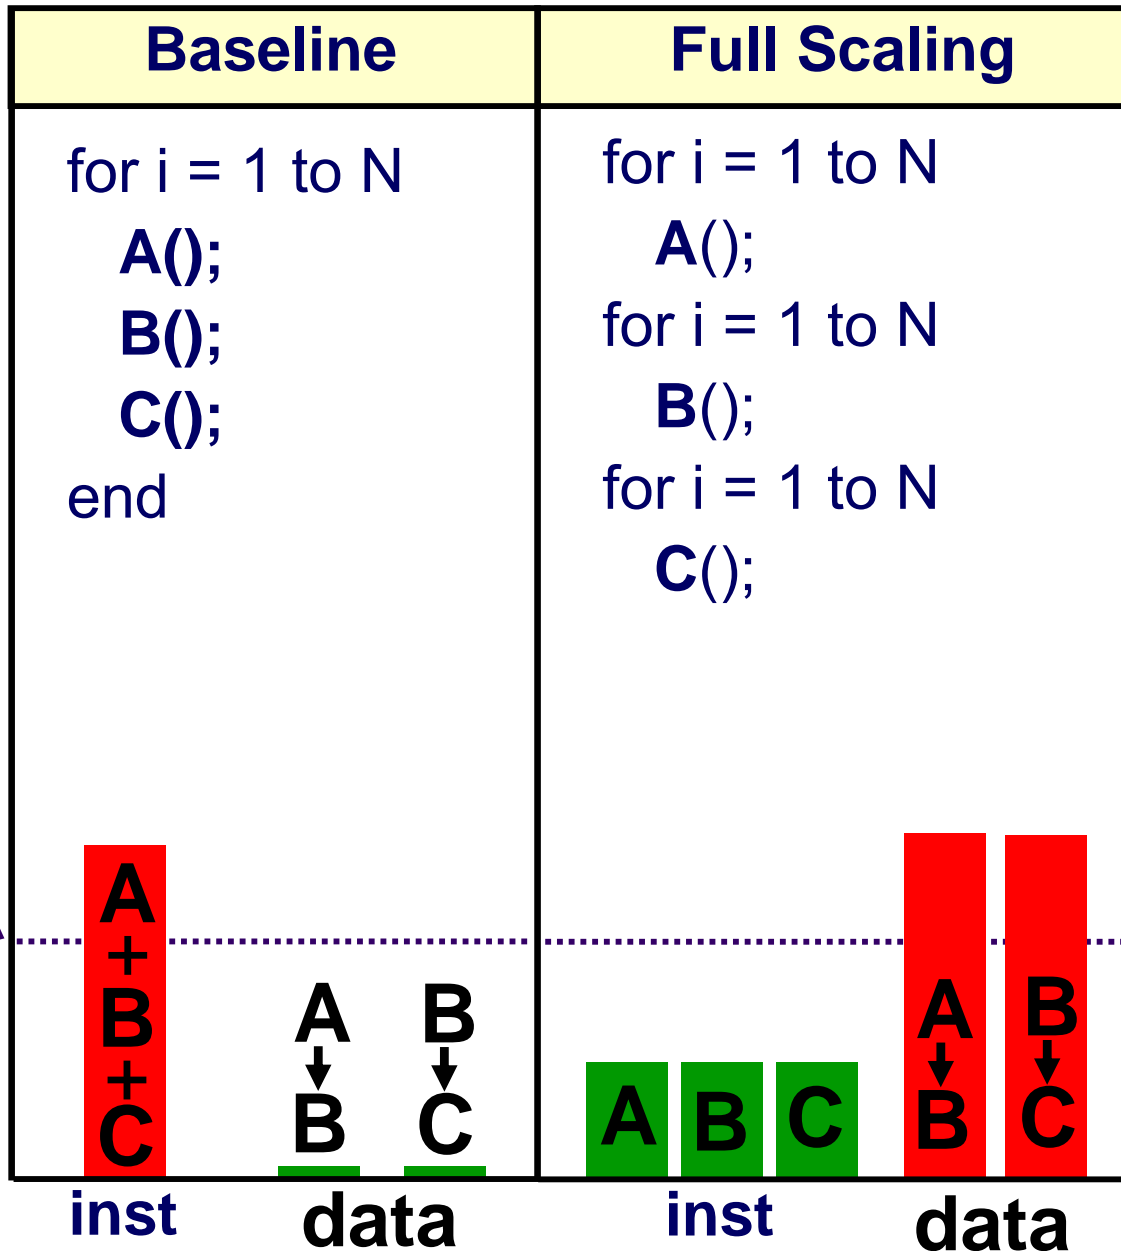 Baseline
for i = 1 to N
A();
B();
C();
end
A
+
B
+
C
A
B
B
C
inst
data
Full Scaling
for i = 1 to N
A();
for i = 1 to N
B();
for i = 1 to N
C();
A
B
C
A
B
B
C
inst
data